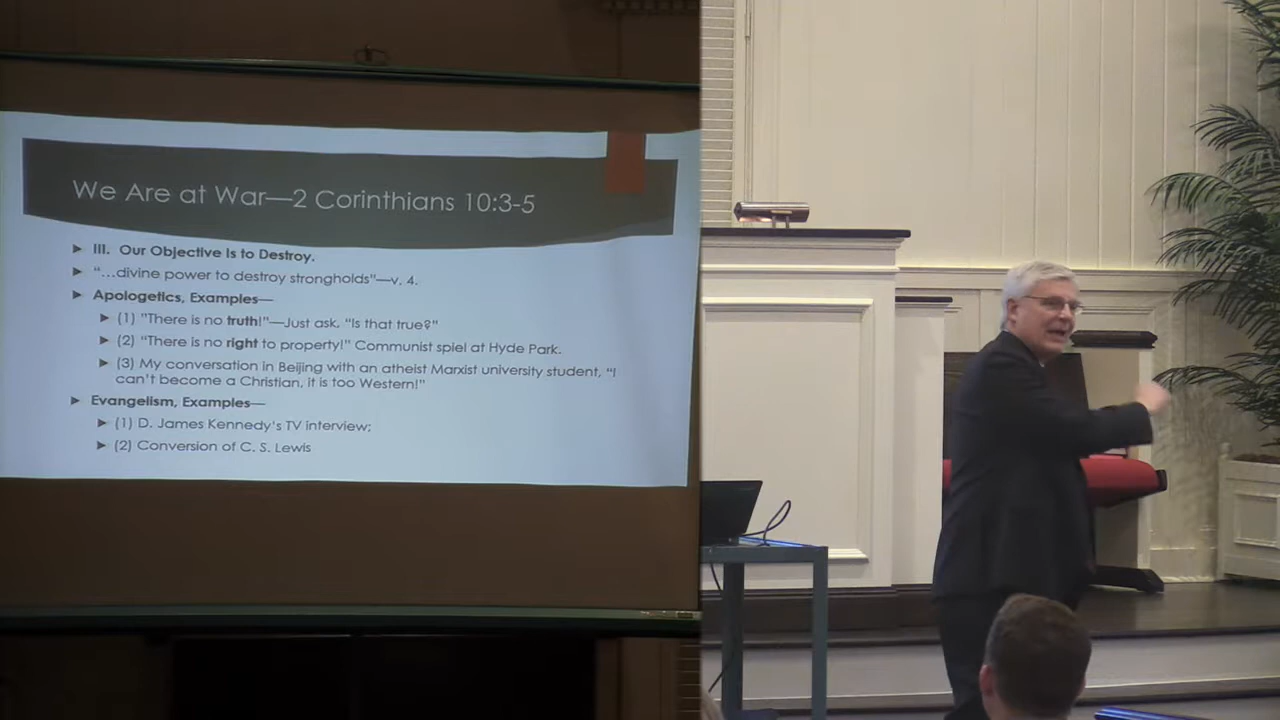 We Are at War—2 Corinthians 10:3-5
III. Our Objective Is to Destroy.
“…divine power to destroy strongholds”—v. 4.
Apologetics, Examples—
(1) “There is no truth!”—Just ask, “Is that true?”
(2) “There is no right to property!” Communist spiel at Hyde Park.
(3) My conversation in Beijing with an atheist Marxist university student, “I
can’t become a Christian, it is too Western!”
Evangelism, Examples—
(1) D. James Kennedy’s TV interview;
(2) Conversion of C. S. Lewis